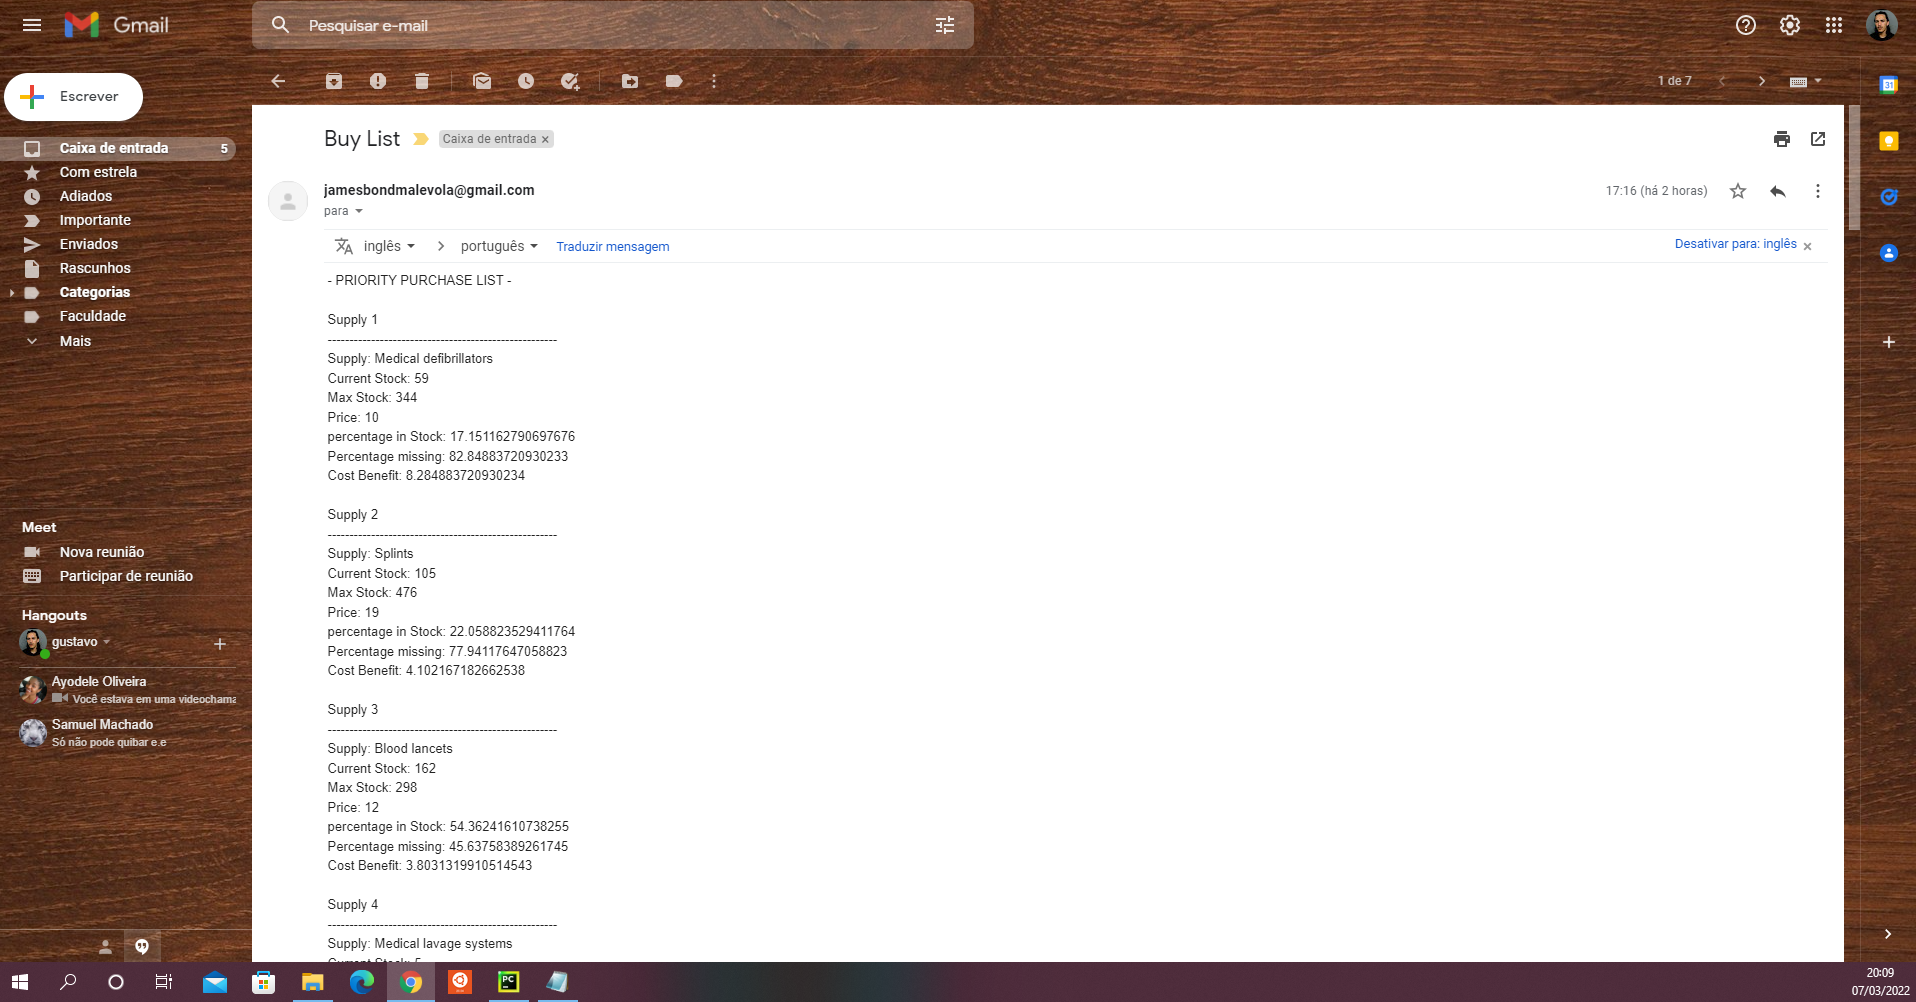 Gmail
Pesquisar e-mail
Escrever
1 de 7
Caixa de entrada 5
Com estrela
Adiados
Importante
Enviados
Rascunhos
Categorias
Faculdade
Mais
Meet
Nova reunião
Participar de reunião
Hangouts
gustavo
Ayodele Oliveira
Você estava em uma videochama
Samuel Machado
Só não pode quibar e.e
Buy List Caixa de entrada ×
jamesbondmalevola@gmail.com 17:16 (há 2 horas)
para
inglês > português Traduzir mensagem Desativar para: inglês ×
- PRIORITY PURCHASE LIST -
Supply 1
-----------------------------------------------------
Supply: Medical defibrillators
Current Stock: 59
Max Stock: 344
Price: 10
percentage in Stock: 17.151162790697676
Percentage missing: 82.84883720930233
Cost Benefit: 8.284883720930234
Supply 2
-----------------------------------------------------
Supply: Splints
Current Stock: 105
Max Stock: 476
Price: 19
percentage in Stock: 22.058823529411764
Percentage missing: 77.94117647058823
Cost Benefit: 4.102167182662538
Supply 3
-----------------------------------------------------
Supply: Blood lancets
Current Stock: 162
Max Stock: 298
Price: 12
percentage in Stock: 54.36241610738255
Percentage missing: 45.63758389261745
Cost Benefit: 3.8031319910514543
Supply 4
-----------------------------------------------------
Supply: Medical lavage systems
Current Stock: 5
31
PC
20:09
07/03/2022